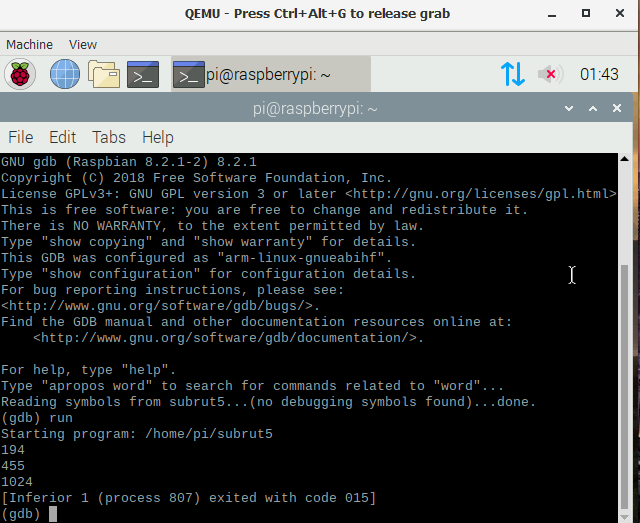 QEMU - Press Ctrl+Alt+G to release grab
Machine View
pi@raspberrypi: ~
01:43
pi@raspberrypi: ~
File Edit Tabs Help
GNU gdb (Raspbian 8.2.1-2) 8.2.1
Copyright (C) 2018 Free Software Foundation, Inc.
License GPLv3+: GNU GPL version 3 or later <http://gnu.org/licenses/gpl.html>
This is free software: you are free to change and redistribute it.
There is NO WARRANTY, to the extent permitted by law.
Type "show copying" and "show warranty" for details.
This GDB was configured as "arm-linux-gnueabihf".
Type "show configuration" for configuration details.
For bug reporting instructions, please see:
<http://www.gnu.org/software/gdb/bugs/>.
Find the GDB manual and other documentation resources online at:
    <http://www.gnu.org/software/gdb/documentation/>.
For help, type "help".
Type "apropos word" to search for commands related to "word"...
Reading symbols from subrut5...(no debugging symbols found)...done.
(gdb) run
Starting program: /home/pi/subrut5
194
455
1024
[Inferior 1 (process 807) exited with code 015]
(gdb)